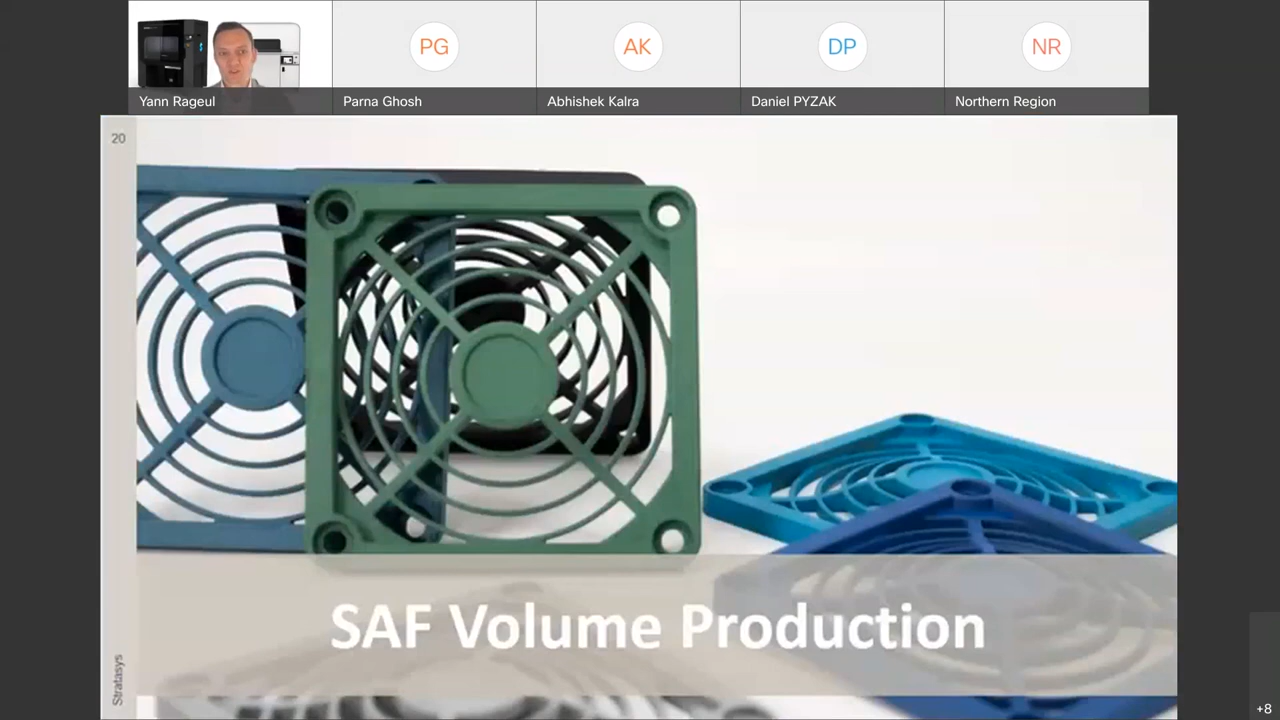 PG
AK
DP
NR
Yann Rageul
Parna Ghosh
Abhishek Kalra
Daniel PYZAK
Northern Region
20
SAF Volume Production
Stratasys
+8